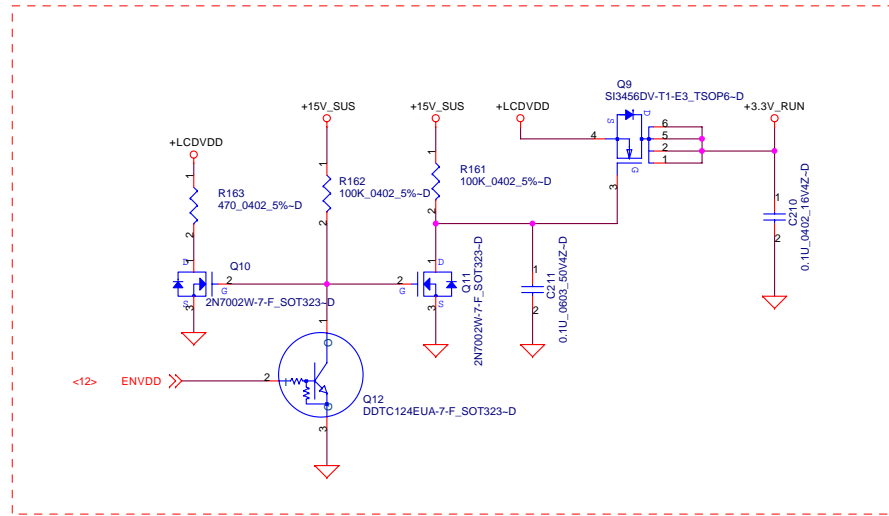 Q9
SI3456DV-T1-E3_TSOP6~D
+15V_SUS
+15V_SUS
+LCDVDD
+3.3V_RUN
+LCDVDD
S
D
G
4
6
5
2
1
3
1
R163
470_0402_5%~D
2
1
R162
100K_0402_5%~D
2
1
R161
100K_0402_5%~D
2
1
C210
0.1U_0402_16V4Z~D
2
D
1
Q10
2
G
S
3
2N7002W-7-F_SOT323~D
D
1
2
G
S
3
Q11
2N7002W-7-F_SOT323~D
1
C211
0.1U_0603_50V4Z~D
2
1
<12>
ENVDD
2
Q12
DDTC124EUA-7-F_SOT323~D
3